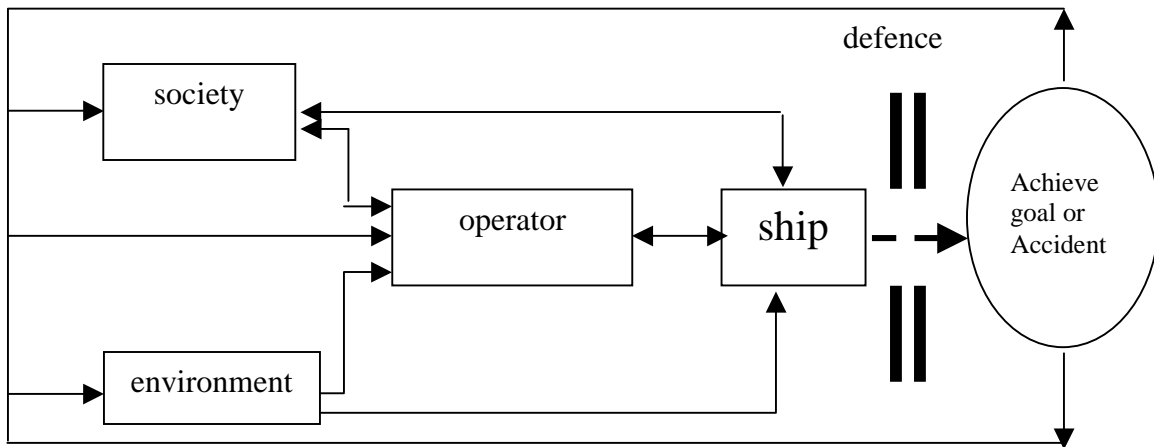 defence
society
Achieve
goal or
Accident
operator
ship
environment